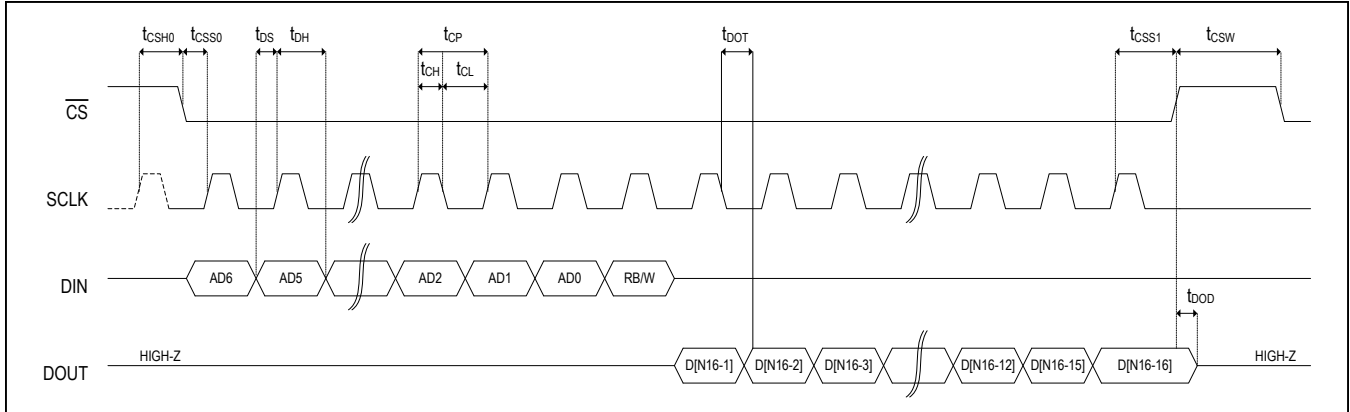 tCSH0 tCSS0 tDS tDH tCP tDOT tCSS1 tCSW
tCH tCL
CS
SCLK
DIN AD6 AD5 AD2 AD1 AD0 RB/W
tDOD
DOUT HIGH-Z D[N16-1] D[N16-2] D[N16-3] D[N16-12] D[N16-15] D[N16-16] HIGH-Z